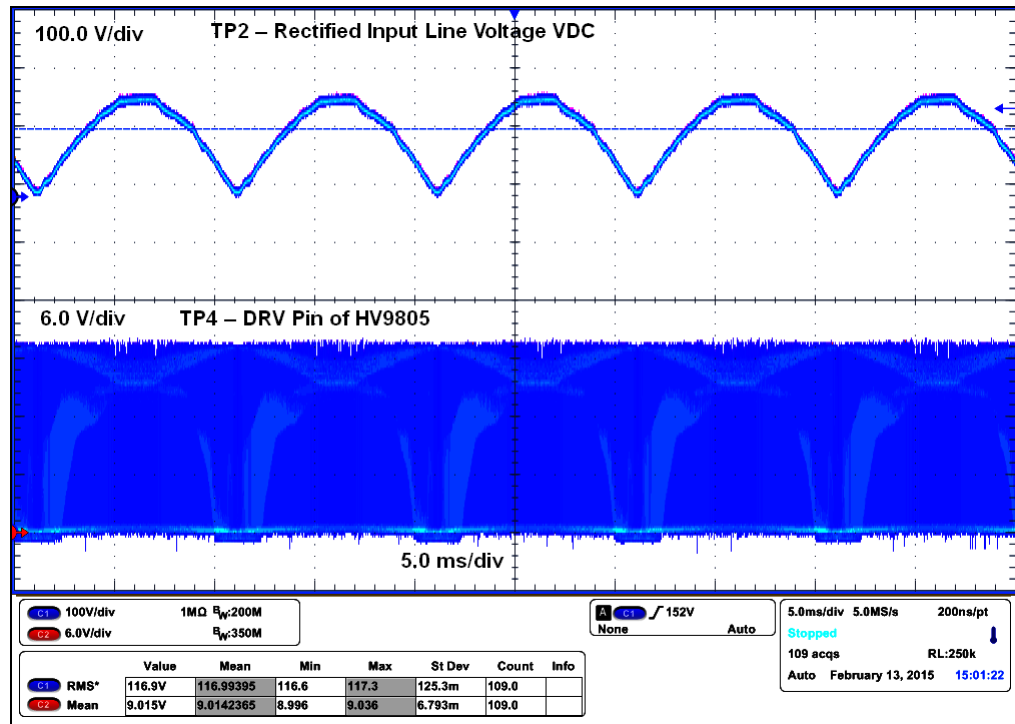 100.0 V/div TP2 – Rectified Input Line Voltage VDC
6.0 V/div TP4 – DRV Pin of HV9805
5.0 ms/div
C1 100V/div 1MΩ BW:200M
C2 6.0V/div BW:350M
A C1 152V
None Auto
5.0ms/div 5.0MS/s 200ns/pt
Stopped
109 acqs RL:250k
Auto February 13, 2015 15:01:22
Value Mean Min Max St Dev Count Info
C1 RMS* 116.9V 116.99395 116.6 117.3 125.3m 109.0
C2 Mean 9.015V 9.0142365 8.996 9.036 6.793m 109.0